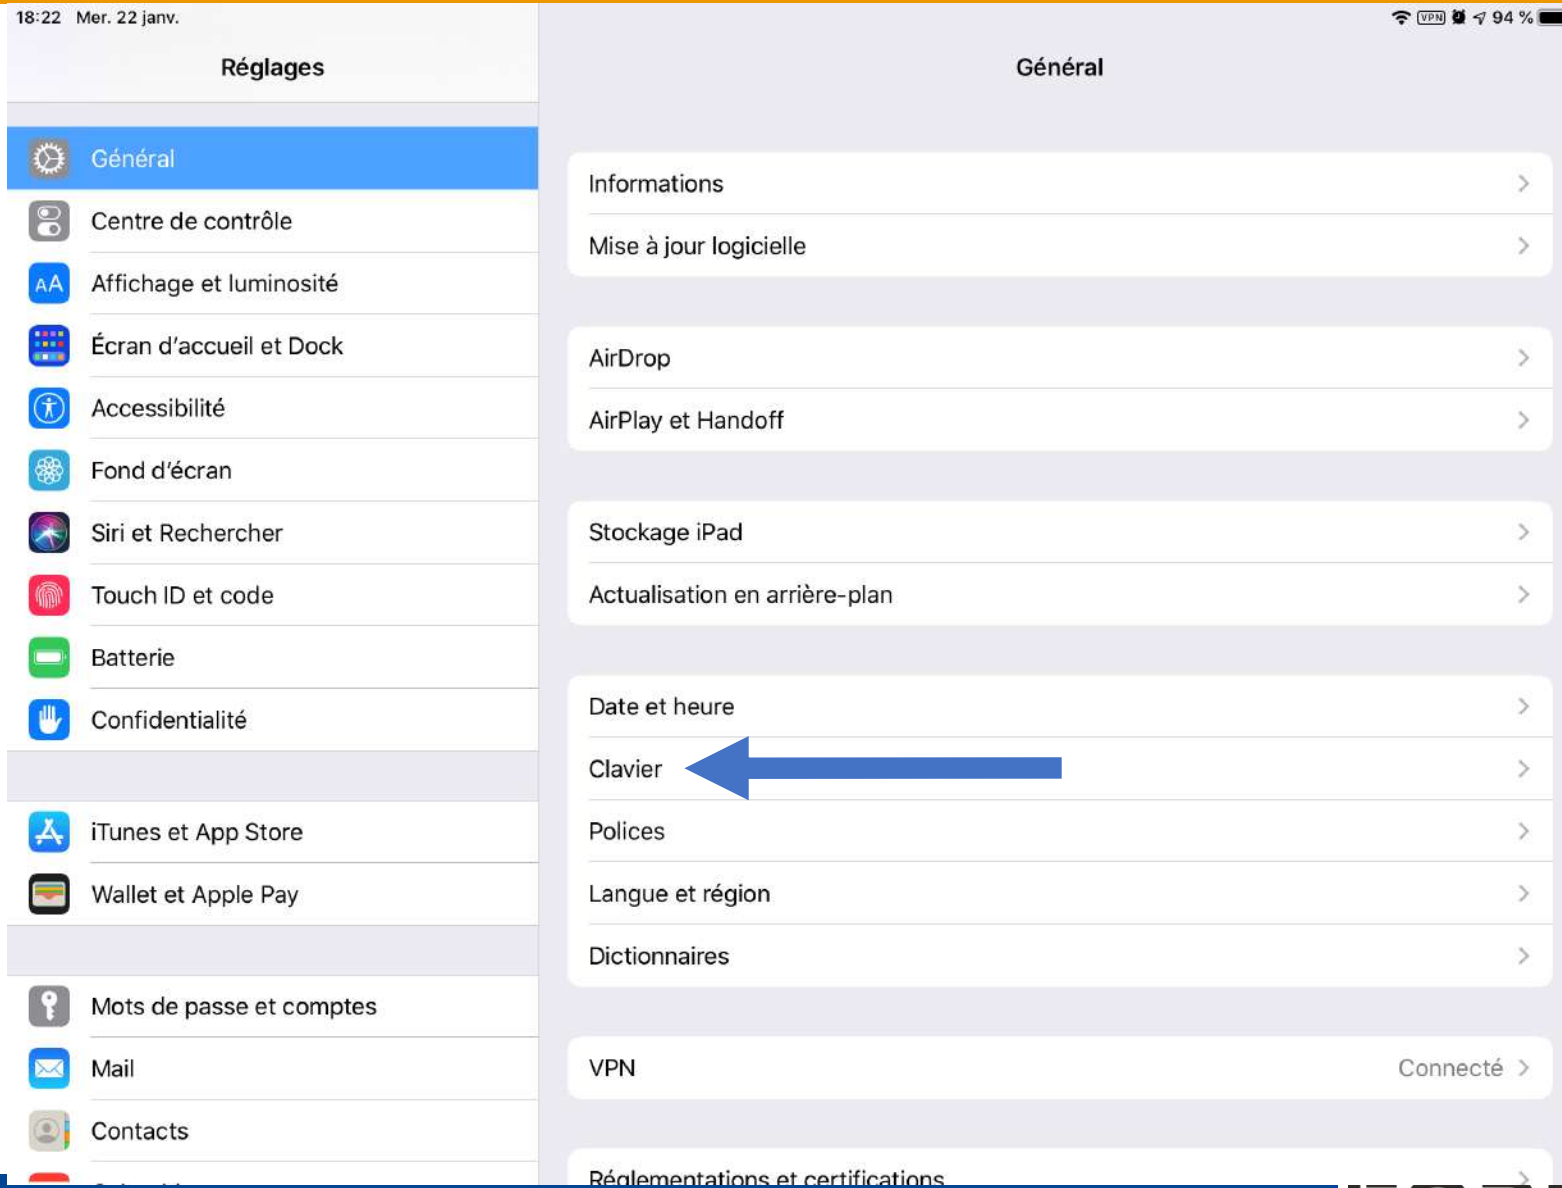 18:22 Mer. 22 janv.
VPN 94 %
Réglages
Général
Général
Centre de contrôle
AA Affichage et luminosité
Écran d'accueil et Dock
Accessibilité
Fond d'écran
Siri et Rechercher
Touch ID et code
Batterie
Confidentialité
iTunes et App Store
Wallet et Apple Pay
Mots de passe et comptes
Mail
Contacts
Informations
Mise à jour logicielle
AirDrop
AirPlay et Handoff
Stockage iPad
Actualisation en arrière-plan
Date et heure
Clavier
Polices
Langue et région
Dictionnaires
VPN Connecté
Réglementations et certifications